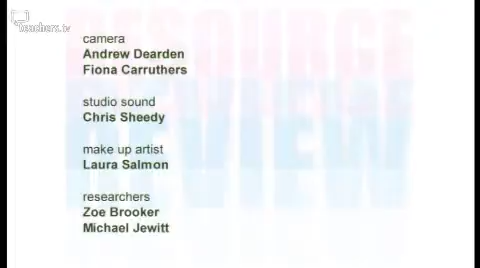 Teachers.tv
RESOURCE
REVIEW
REVIEW
camera
Andrew Dearden
Fiona Carruthers
studio sound
Chris Sheedy
make up artist
Laura Salmon
researchers
Zoe Brooker
Michael Jewitt